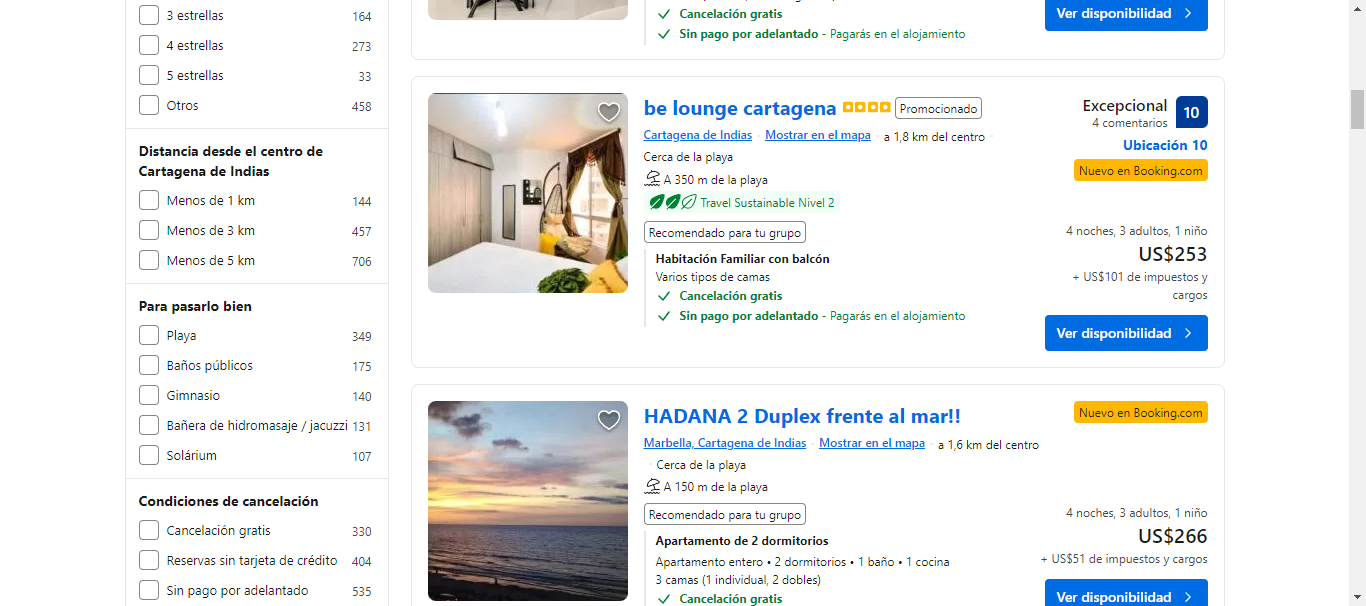 3 estrellas 164
4 estrellas 273
5 estrellas 33
Otros 458
Distancia desde el centro de
Cartagena de Indias
Menos de 1 km 144
Menos de 3 km 457
Menos de 5 km 706
Para pasarlo bien
Playa 349
Baños públicos 175
Gimnasio 140
Bañera de hidromasaje / jacuzzi 131
Solárium 107
Condiciones de cancelación
Cancelación gratis 330
Reservas sin tarjeta de crédito 404
Sin pago por adelantado 535
Cancelación gratis
Sin pago por adelantado - Pagarás en el alojamiento
Ver disponibilidad
be lounge cartagena Promocionado
Cartagena de Indias · Mostrar en el mapa · a 1,8 km del centro ·
Cerca de la playa
A 350 m de la playa
Travel Sustainable Nivel 2
Recomendado para tu grupo
Habitación Familiar con balcón
Varios tipos de camas
Cancelación gratis
Sin pago por adelantado - Pagarás en el alojamiento
Excepcional 10
4 comentarios
Ubicación 10
Nuevo en Booking.com
4 noches, 3 adultos, 1 niño
US$253
+ US$101 de impuestos y
cargos
Ver disponibilidad
HADANA 2 Duplex frente al mar!!
Marbella, Cartagena de Indias · Mostrar en el mapa · a 1,6 km del centro
· Cerca de la playa
A 150 m de la playa
Recomendado para tu grupo
Apartamento de 2 dormitorios
Apartamento entero • 2 dormitorios • 1 baño • 1 cocina
3 camas (1 individual, 2 dobles)
Cancelación gratis
Nuevo en Booking.com
4 noches, 3 adultos, 1 niño
US$266
+ US$51 de impuestos y cargos
Ver disponibilidad